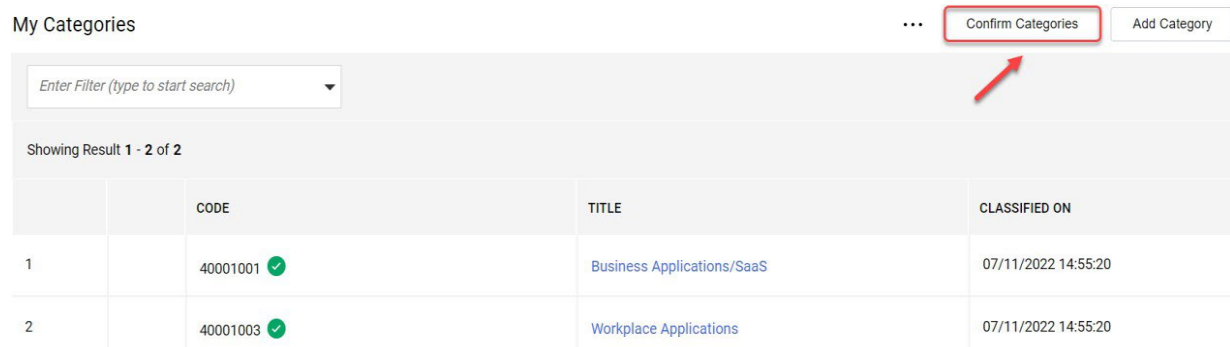 My Categories ... Confirm Categories Add Category
Enter Filter (type to start search)
Showing Result 1 - 2 of 2
CODE TITLE CLASSIFIED ON
1 40001001 Business Applications/SaaS 07/11/2022 14:55:20
2 40001003 Workplace Applications 07/11/2022 14:55:20